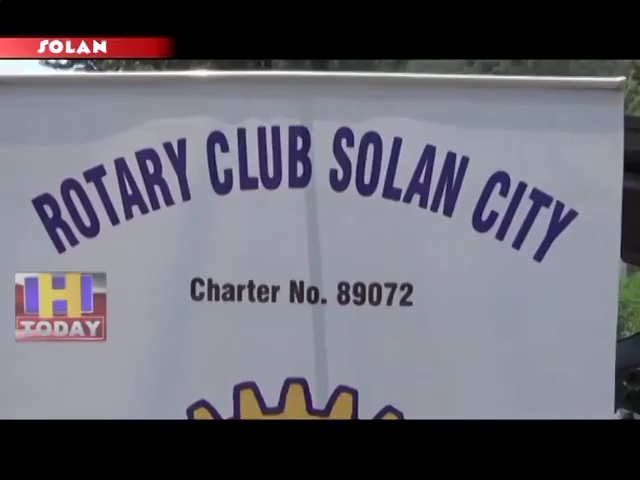 SOLAN
ROTARY CLUB SOLAN CITY
Charter No. 89072
H
TODAY